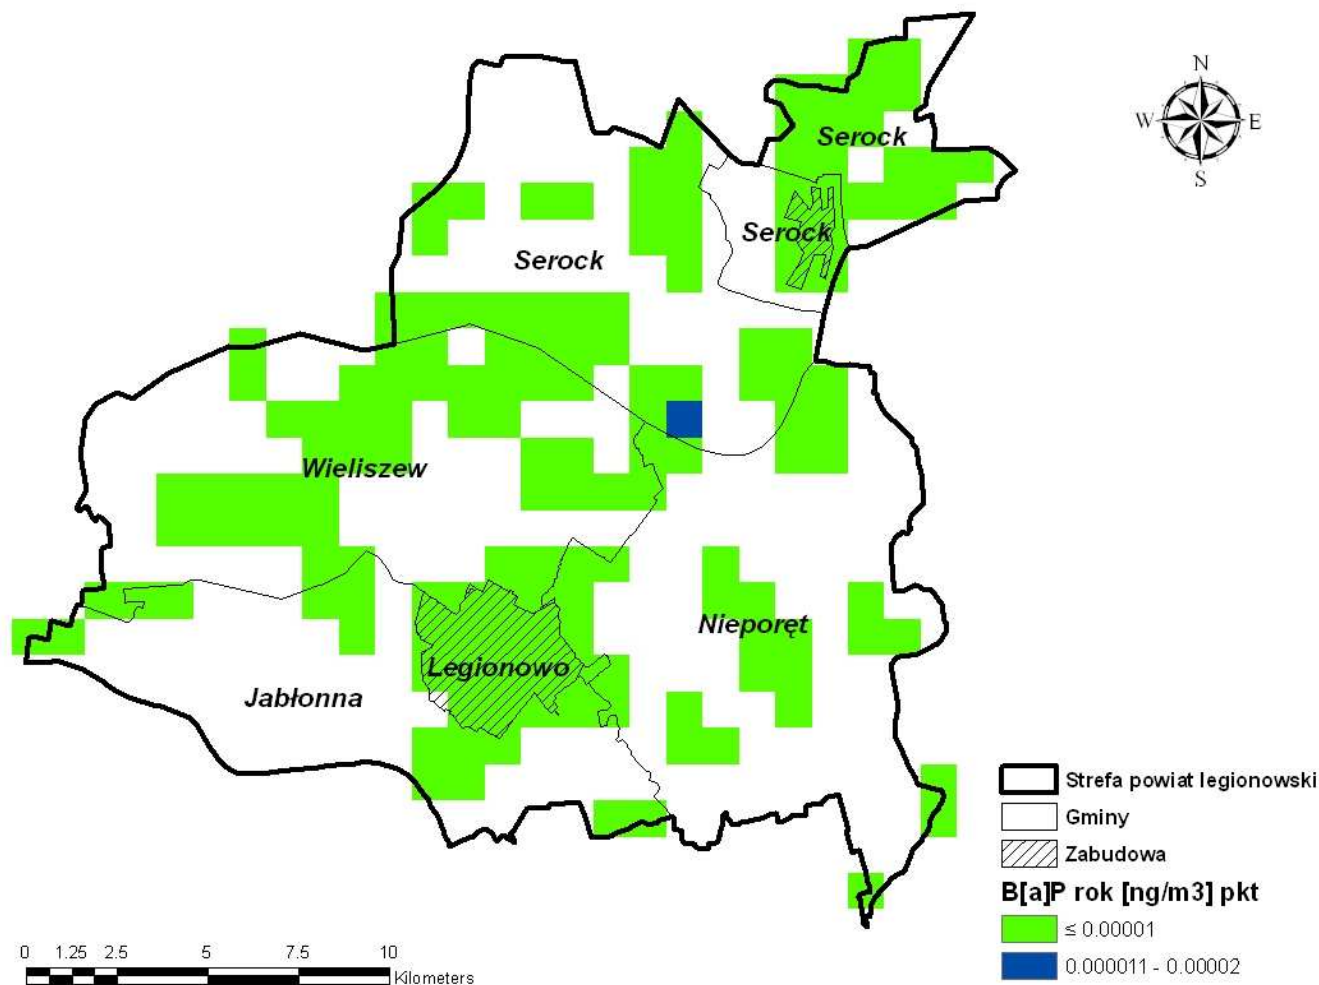 N
W E
S
Serock
Serock
Serock
Wieliszew
Nieporęt
Legionowo
Jabłonna
Strefa powiat legionowski
Gminy
Zabudowa
B[a]P rok [ng/m3] pkt
≤ 0.00001
0.000011 - 0.00002
0 1.25 2.5 5 7.5 10
Kilometers